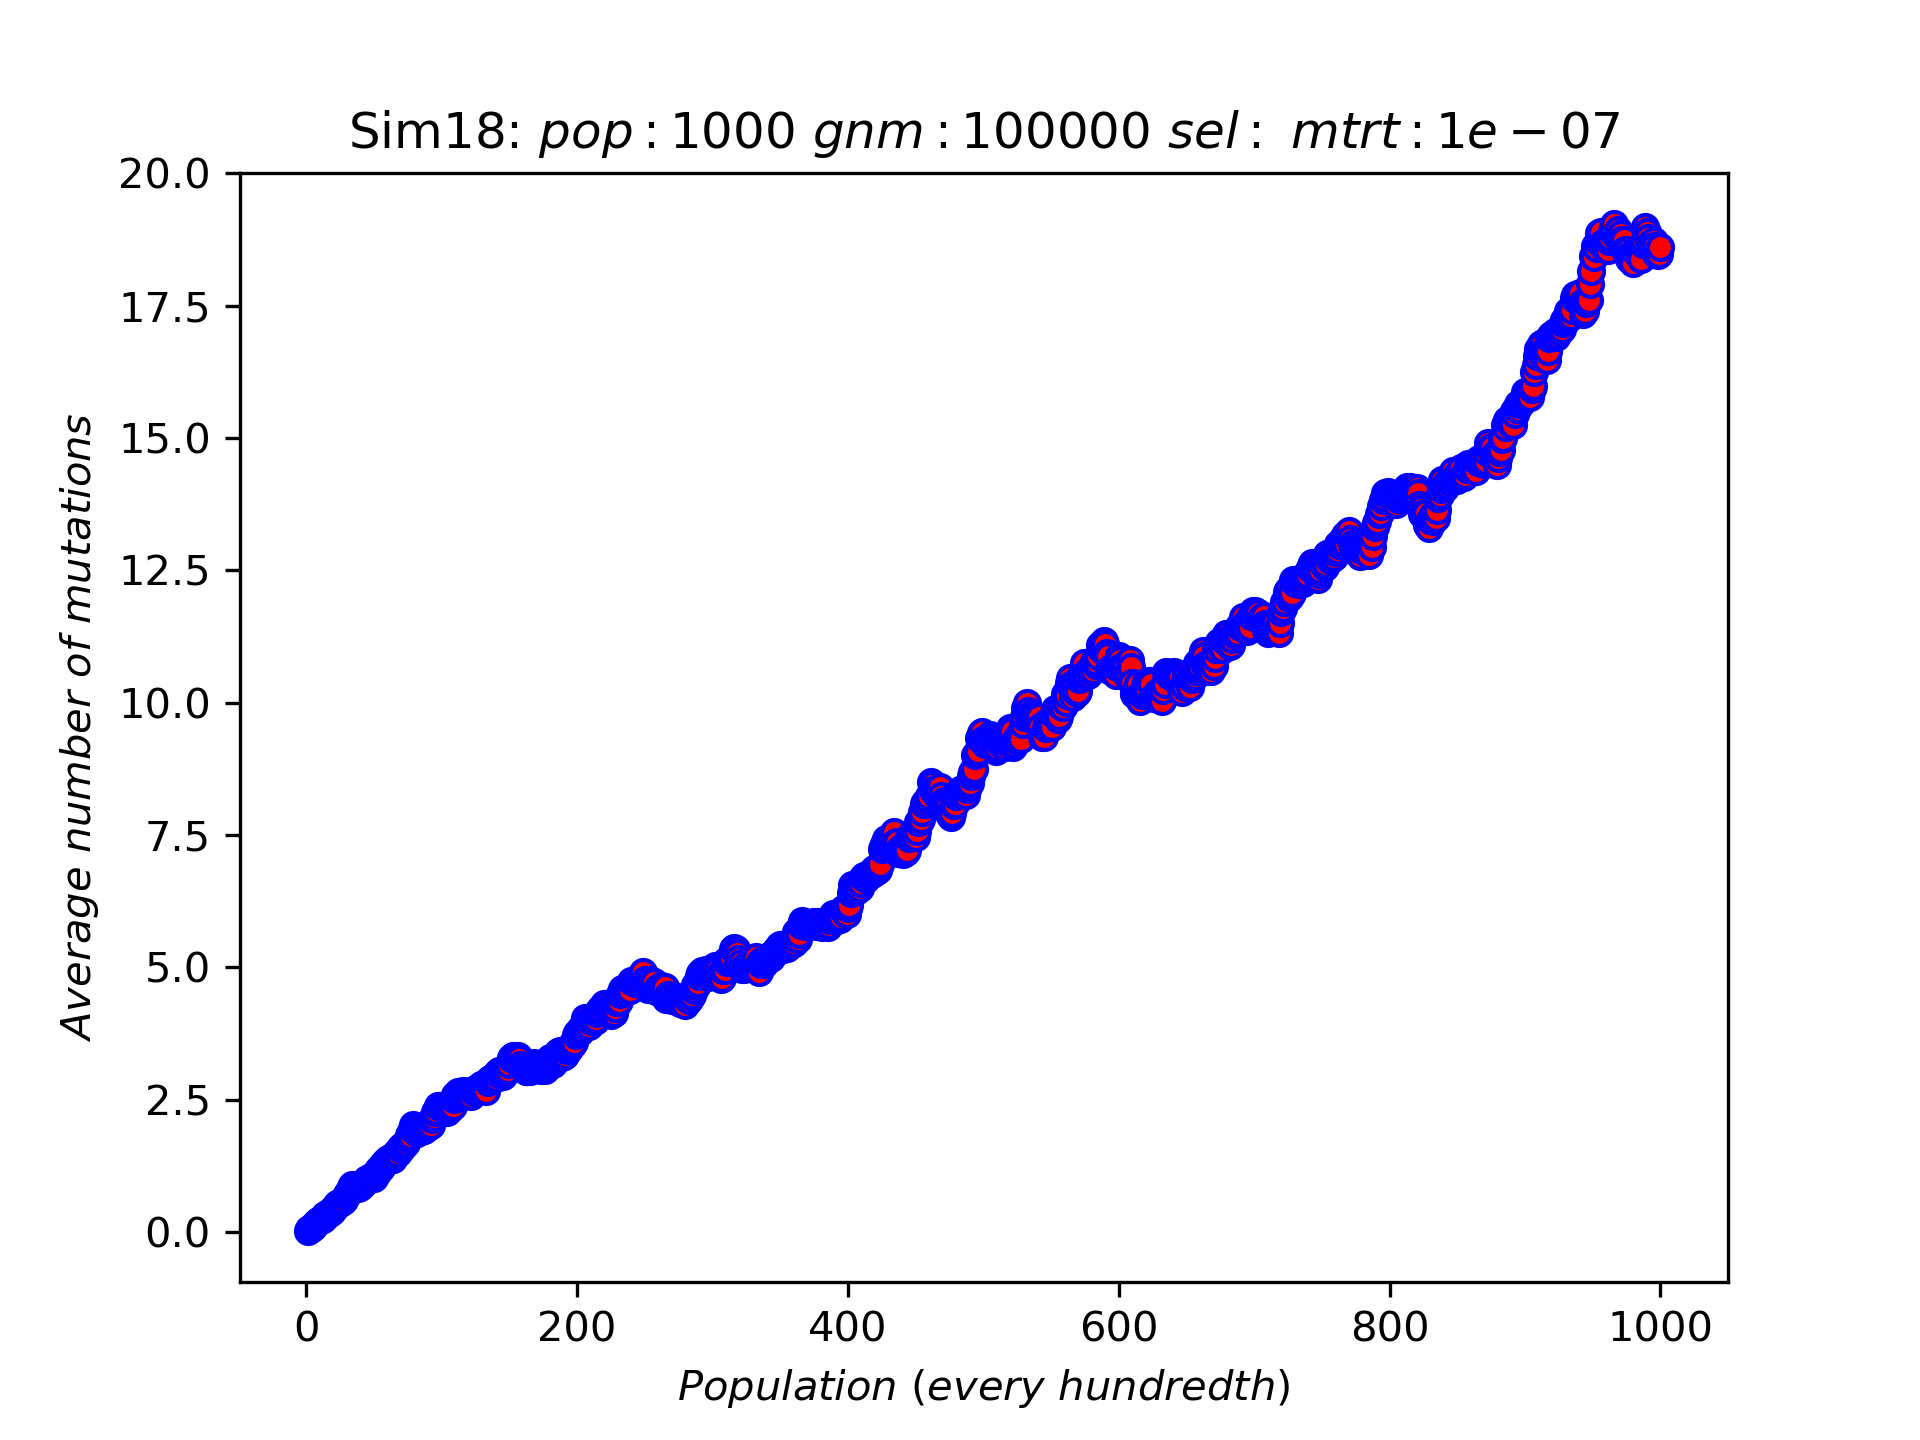 Sim18: pop : 1000 gnm : 100000 sel : mtrt : 1e − 07
20.0
17.5
15.0
12.5
10.0
7.5
5.0
2.5
0.0
Average number of mutations
0 200 400 600 800 1000
Population (every hundredth)